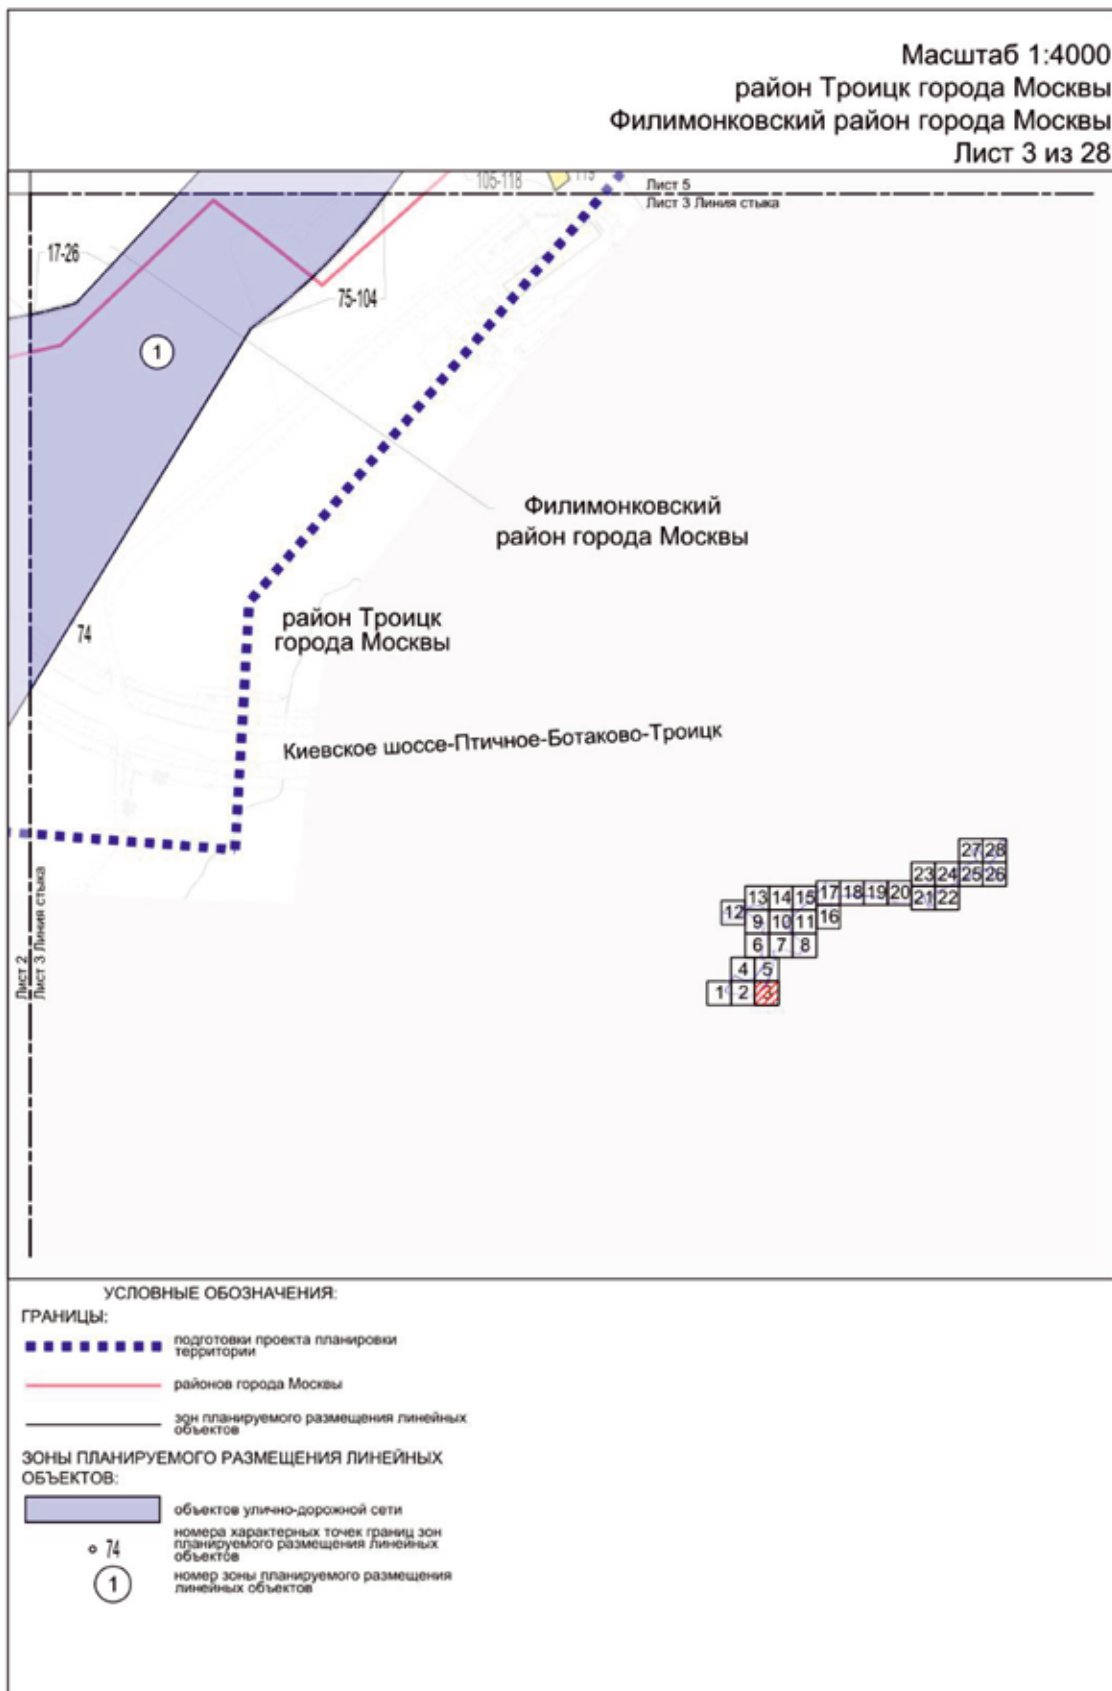 Масштаб 1:4000
район Троицк города Москвы
Филимонковский район города Москвы
Лист 3 из 28
105-118
119
Лист 5
Лист 3 Линия стыка
17-26
75-104
1
Филимонковский
район города Москвы
район Троицк
города Москвы
74
Киевское шоссе-Птичное-Ботаково-Троицк
Лист 2
Лист 3 Линия стыка
27 28
23 24 25 26
13 14 15 17 18 19 20 21 22
12 9 10 11 16
6 7 8
4 5
1 2 3
УСЛОВНЫЕ ОБОЗНАЧЕНИЯ:
ГРАНИЦЫ:
подготовки проекта планировки
территории
районов города Москвы
зон планируемого размещения линейных
объектов
ЗОНЫ ПЛАНИРУЕМОГО РАЗМЕЩЕНИЯ ЛИНЕЙНЫХ
ОБЪЕКТОВ:
объектов улично-дорожной сети
74
номера характерных точек границ зон
планируемого размещения линейных
объектов
1
номер зоны планируемого размещения
линейных объектов